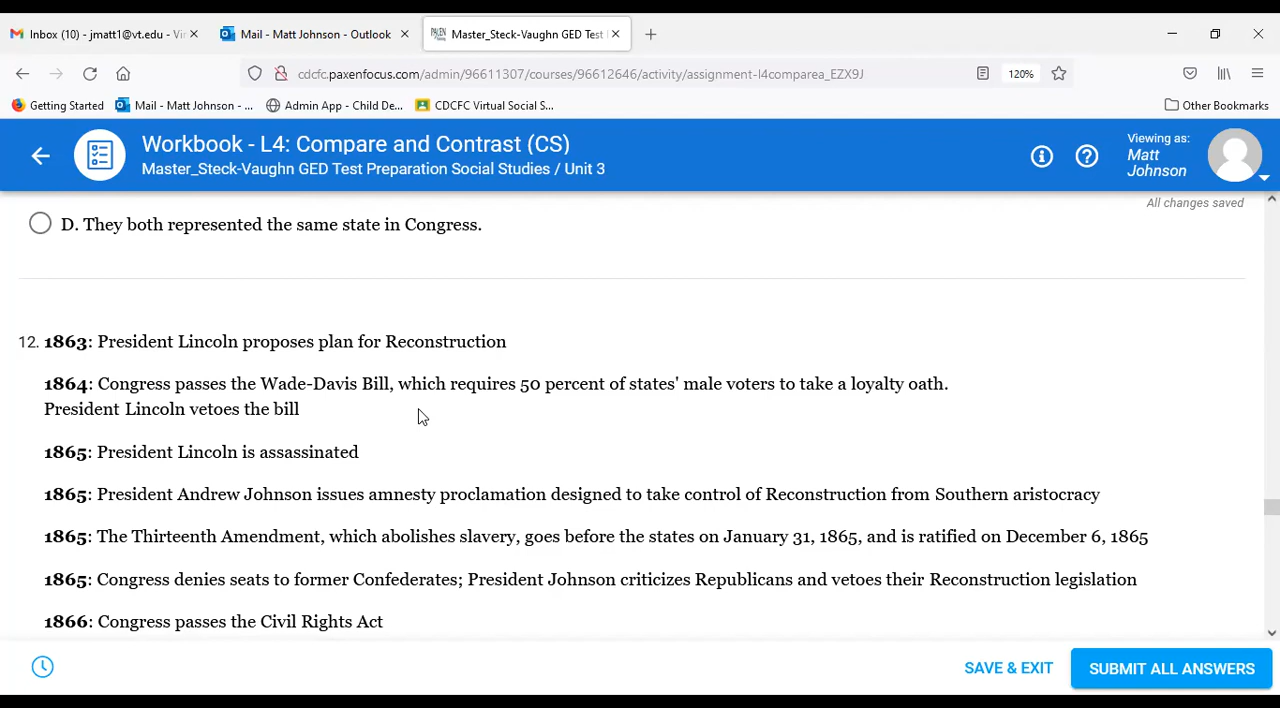 Inbox (10) - jmatt1@vt.edu - Vir
Mail - Matt Johnson - Outlook
Master_Steck-Vaughn GED Test
cdcfc.paxenfocus.com/admin/96611307/courses/96612646/activity/assignment-l4comparea_EZX9J
120%
Getting Started
Mail - Matt Johnson - ...
Admin App - Child De...
CDCFC Virtual Social S...
Other Bookmarks
Workbook - L4: Compare and Contrast (CS)
Master_Steck-Vaughn GED Test Preparation Social Studies / Unit 3
Viewing as:
Matt
Johnson
All changes saved
D. They both represented the same state in Congress.
12. 1863: President Lincoln proposes plan for Reconstruction
1864: Congress passes the Wade-Davis Bill, which requires 50 percent of states' male voters to take a loyalty oath.
President Lincoln vetoes the bill
1865: President Lincoln is assassinated
1865: President Andrew Johnson issues amnesty proclamation designed to take control of Reconstruction from Southern aristocracy
1865: The Thirteenth Amendment, which abolishes slavery, goes before the states on January 31, 1865, and is ratified on December 6, 1865
1865: Congress denies seats to former Confederates; President Johnson criticizes Republicans and vetoes their Reconstruction legislation
1866: Congress passes the Civil Rights Act
SAVE & EXIT
SUBMIT ALL ANSWERS